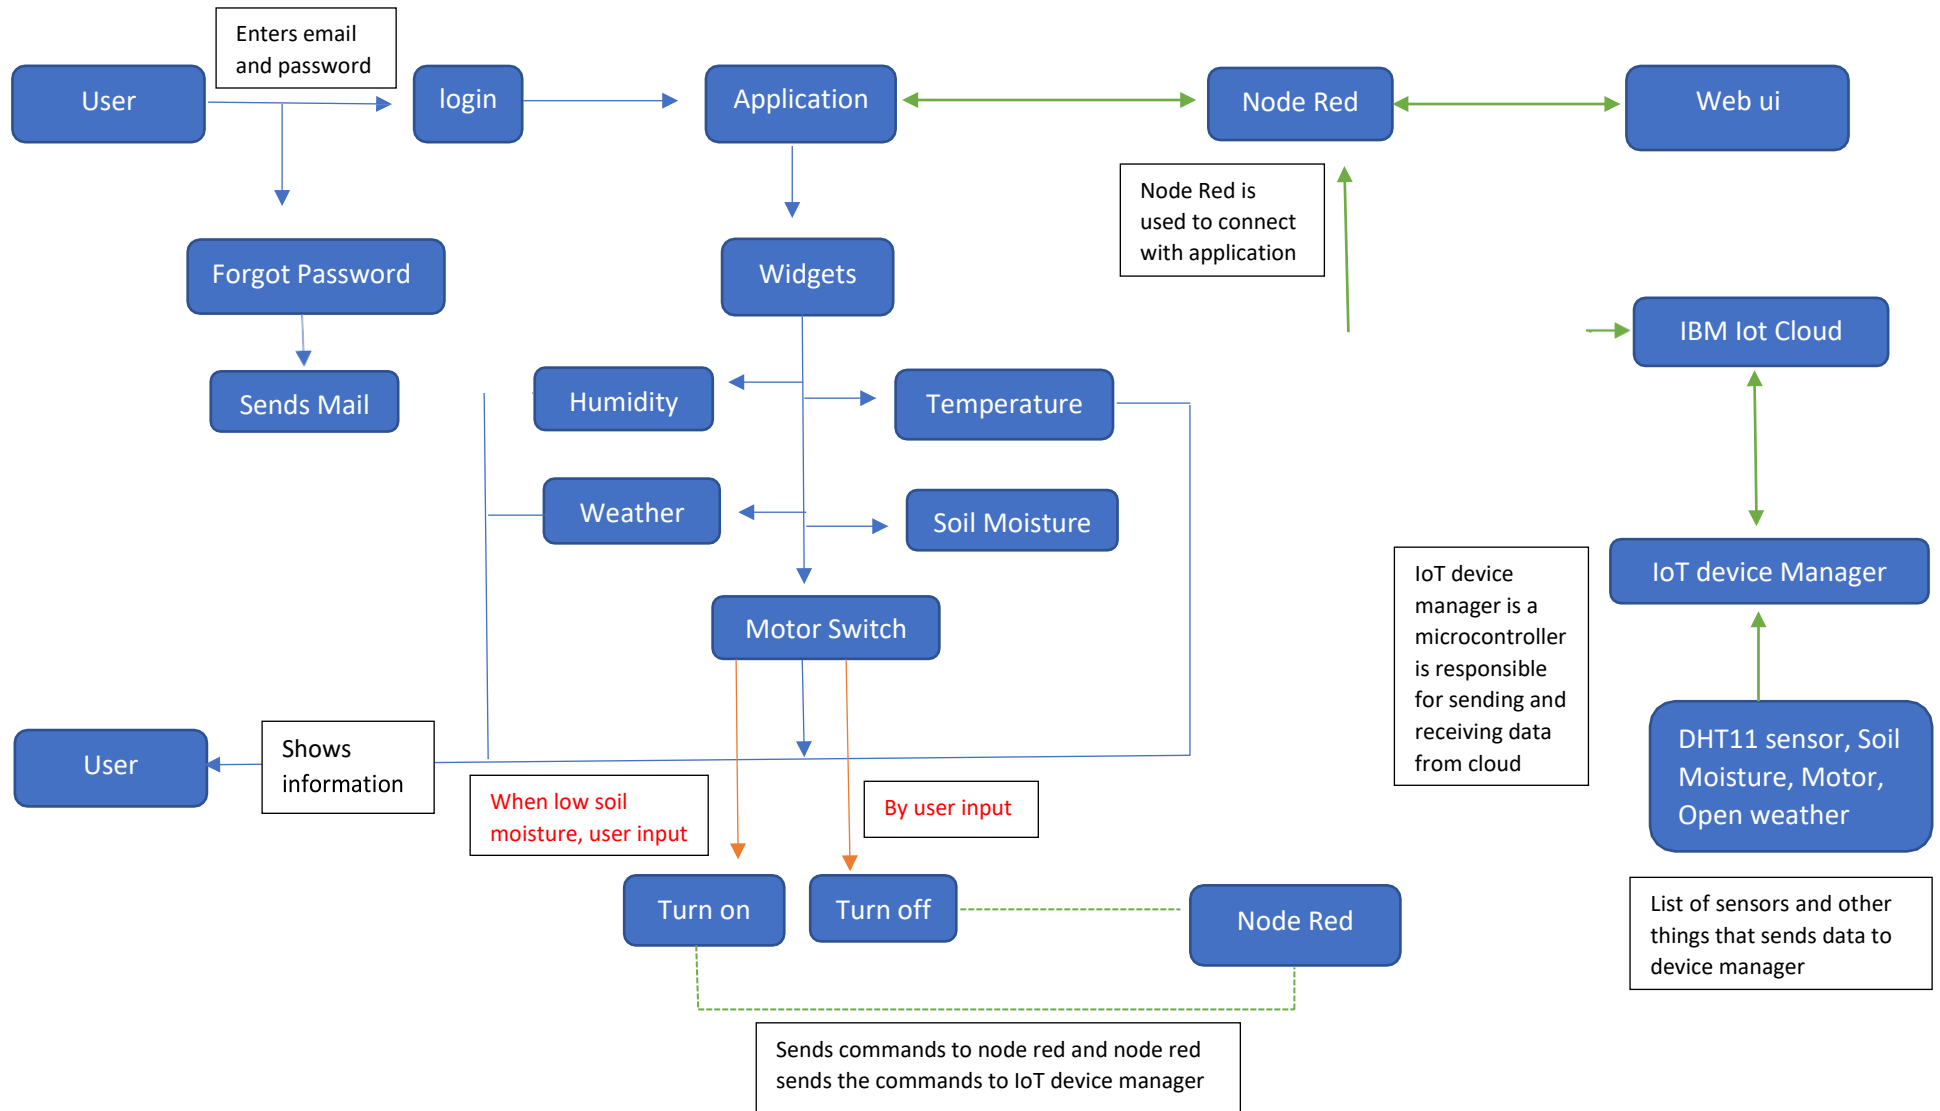 Enters email
and password
User
login
Application
Node Red
Web ui
Node Red is
used to connect
with application
Forgot Password
Widgets
IBM Iot Cloud
Sends Mail
Humidity
Temperature
Weather
Soil Moisture
IoT device Manager
IoT device
manager is a
microcontroller
is responsible
for sending and
receiving data
from cloud
Motor Switch
User
Shows
information
DHT11 sensor, Soil
Moisture, Motor,
Open weather
When low soil
moisture, user input
By user input
Turn on
Turn off
Node Red
List of sensors and other
things that sends data to
device manager
Sends commands to node red and node red
sends the commands to IoT device manager